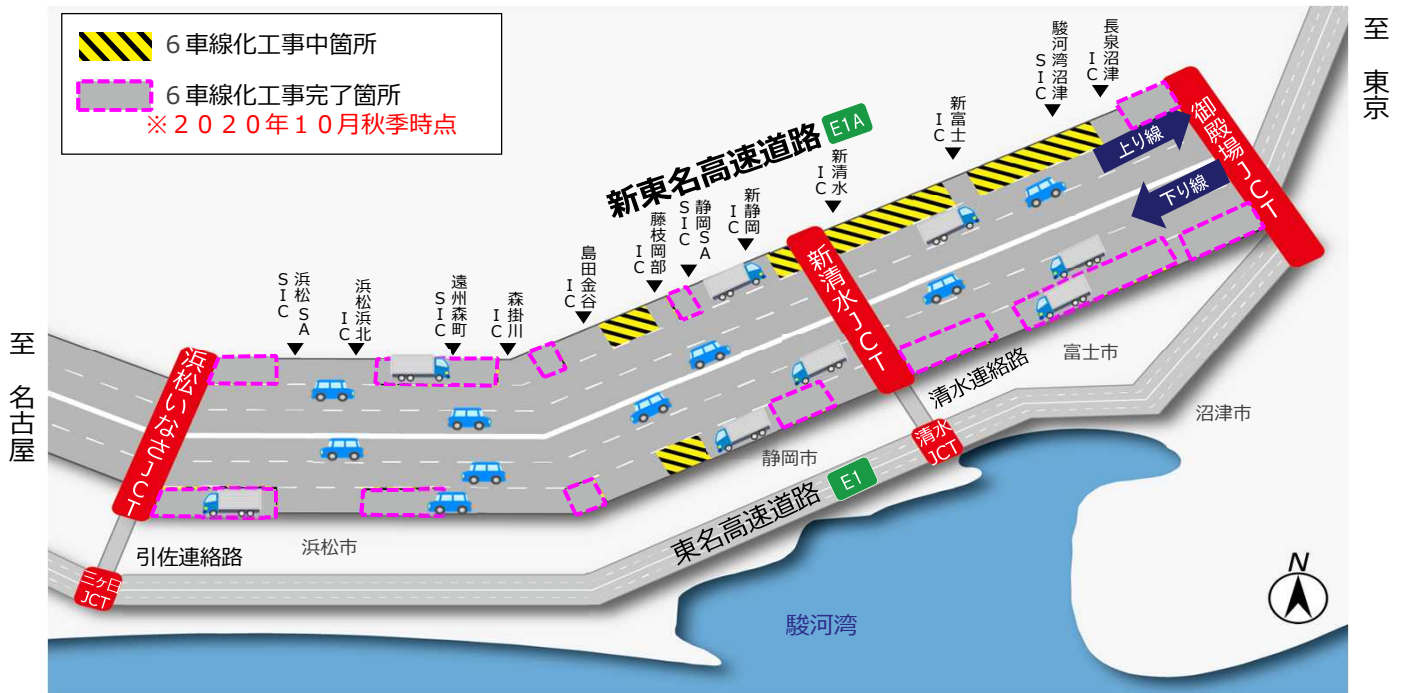 6車線化工事中箇所
6車線化工事完了箇所
※2020年10月秋季時点
至 東京
至 名古屋
新東名高速道路 E1A
長泉沼津IC
駿河湾沼津SIC
新富士IC
新清水IC
新静岡IC
静岡SASIC
藤枝岡部IC
島田金谷IC
森掛川IC
遠州森町SIC
浜松浜北IC
浜松SASIC
御殿場JCT
上り線
下り線
新清水JCT
浜松いなさJCT
清水連絡路
富士市
沼津市
清水
JCT
静岡市
東名高速道路 E1
浜松市
引佐連絡路
三ケ日
JCT
駿河湾
N